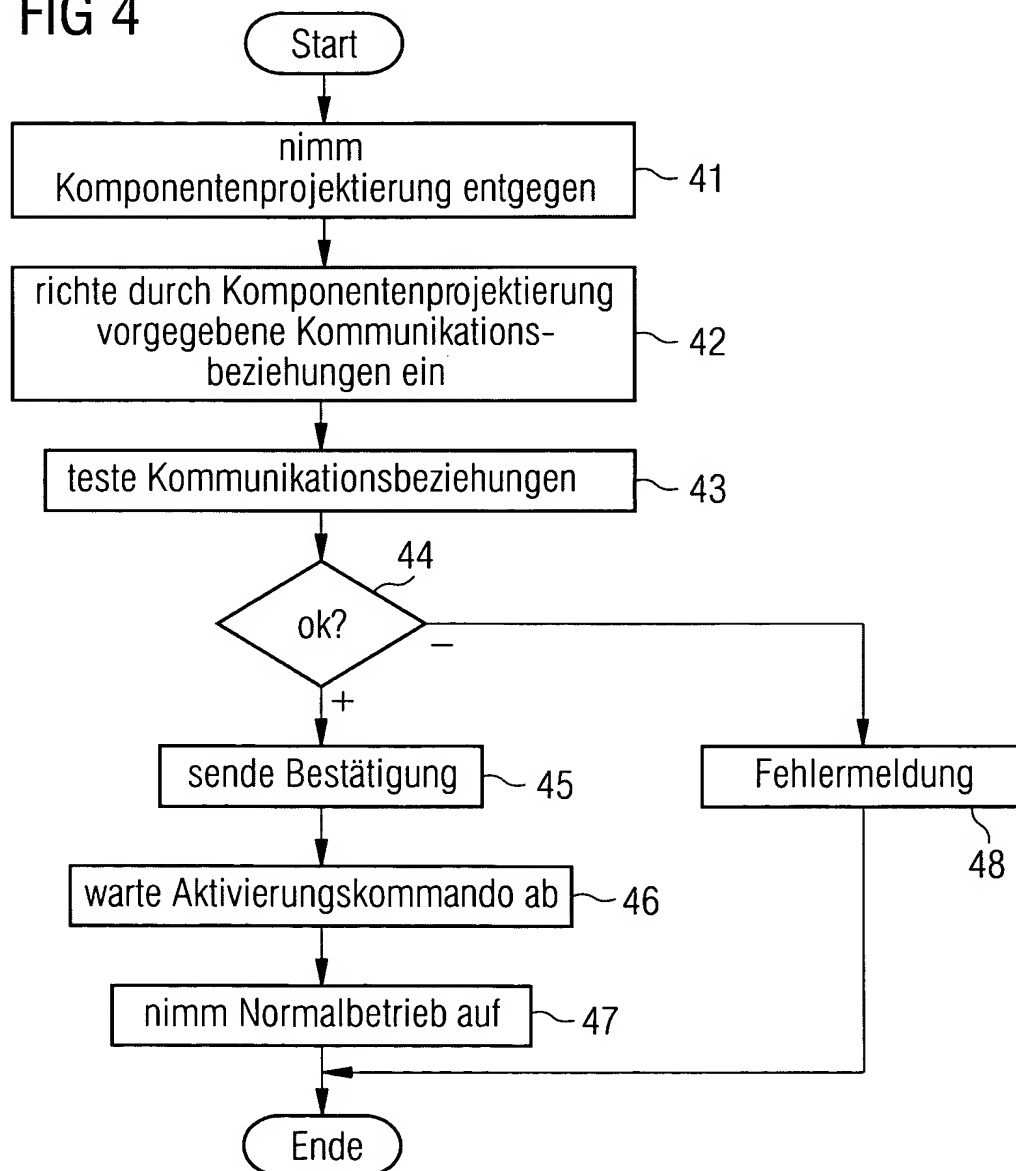 FIG 4
Start
nimm
Komponentenprojektierung entgegen
41
richte durch Komponentenprojektierung
vorgegebene Kommunikations-
beziehungen ein
42
teste Kommunikationsbeziehungen
43
44
ok?
–
+
sende Bestätigung
45
Fehlermeldung
48
warte Aktivierungskommando ab
46
nimm Normalbetrieb auf
47
Ende